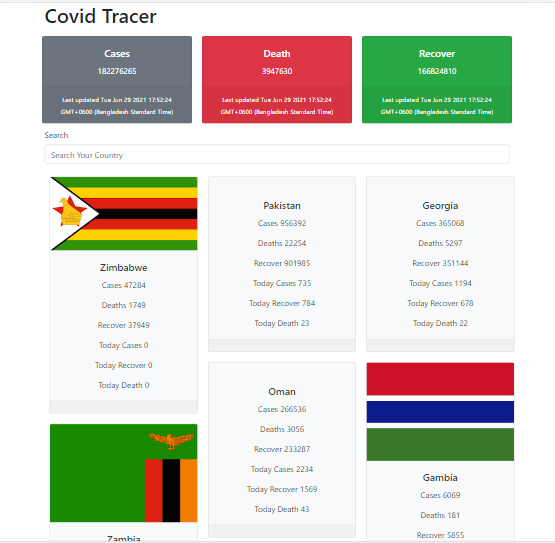 Covid Tracer
Cases
182276265
Last updated Tue Jun 29 2021 17:52:24
GMT+0600 (Bangladesh Standard Time)
Death
3947630
Last updated Tue Jun 29 2021 17:52:24
GMT+0600 (Bangladesh Standard Time)
Recover
166824810
Last updated Tue Jun 29 2021 17:52:24
GMT+0600 (Bangladesh Standard Time)
Search
Search Your Country
Zimbabwe
Cases 47284
Deaths 1749
Recover 37949
Today Cases 0
Today Recover 0
Today Death 0
Zambia
Pakistan
Cases 956392
Deaths 22254
Recover 901985
Today Cases 735
Today Recover 784
Today Death 23
Oman
Cases 266536
Deaths 3056
Recover 233287
Today Cases 2234
Today Recover 1569
Today Death 43
Georgia
Cases 365068
Deaths 5297
Recover 351144
Today Cases 1194
Today Recover 678
Today Death 22
Gambia
Cases 6069
Deaths 181
Recover 5855